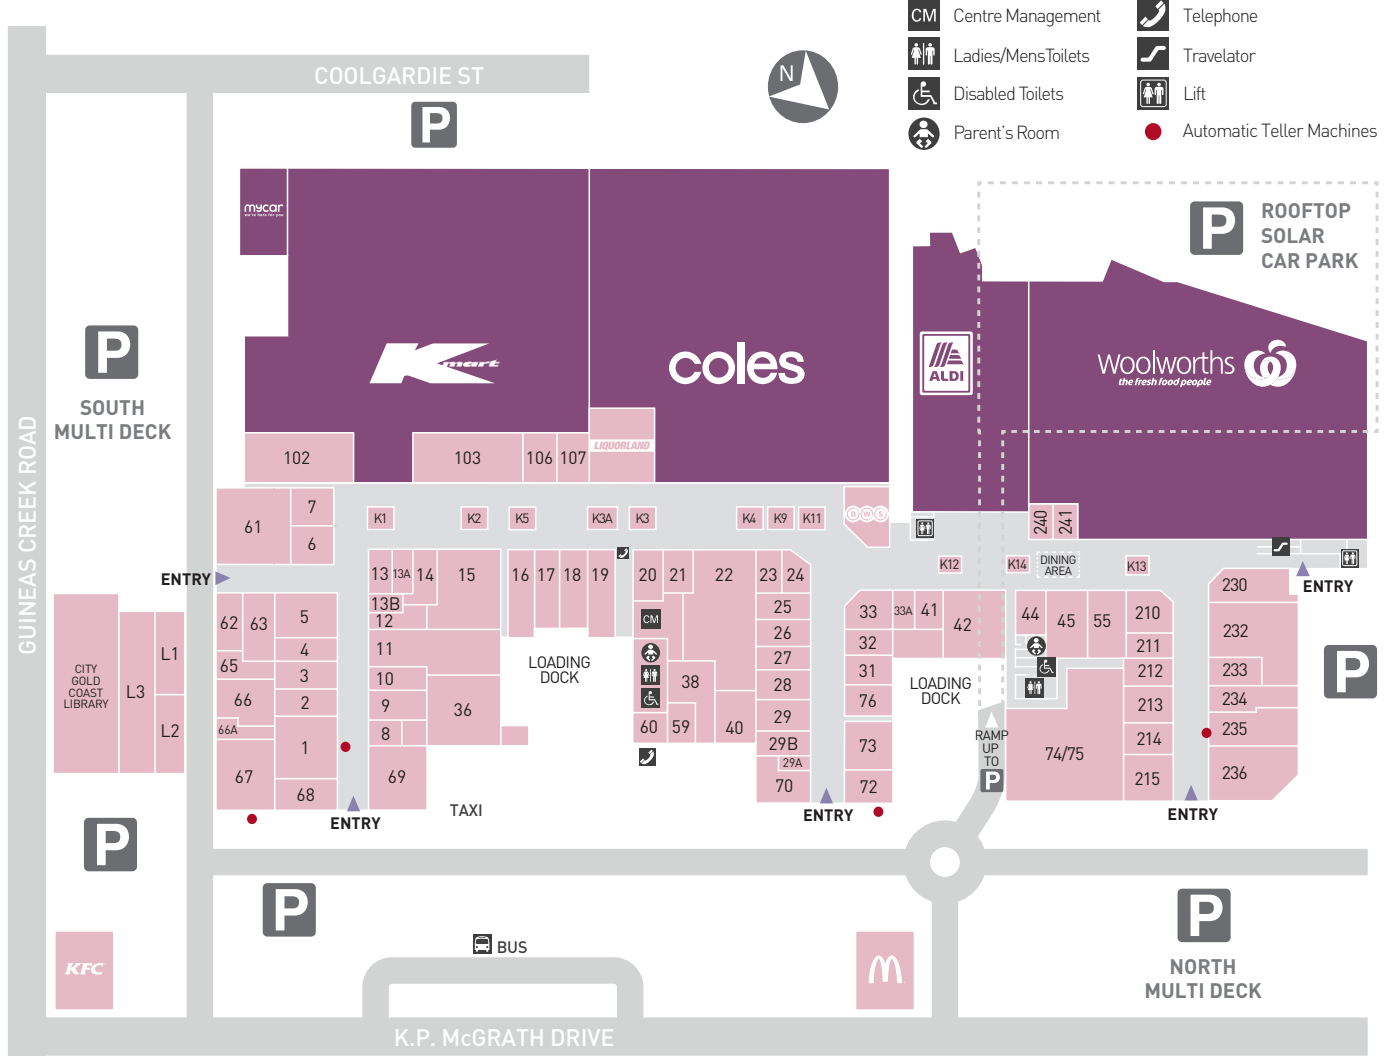 CM Centre Management
Telephone
Ladies/MensToilets
Travelator
Disabled Toilets
Lift
Parent's Room
Automatic Teller Machines
COOLGARDIE ST
N
P
mycar
we're here for you
P
ROOFTOP
SOLAR
CAR PARK
P
SOUTH
MULTI DECK
GUINEAS CREEK ROAD
Kmart
coles
ALDI
Woolworths
the fresh food people
LIQUORLAND
102
103
106
107
61
7
6
K1
K2
K5
K3A
K3
K4
K9
K11
BWS
240
241
K12
K14
DINING
AREA
K13
ENTRY
ENTRY
13
13A
14
15
13B
12
11
10
9
8
36
69
16
17
18
19
20
21
22
23
24
CM
25
26
27
28
29
29B
29A
70
38
59
60
40
LOADING
DOCK
33
33A
41
42
32
31
76
73
72
LOADING
DOCK
44
45
55
210
211
212
213
214
215
74/75
230
232
233
234
235
236
P
CITY
GOLD
COAST
LIBRARY
L3
L1
L2
62
63
65
66
66A
67
5
4
3
2
1
68
RAMP
UP
TO
P
ENTRY
TAXI
ENTRY
ENTRY
P
P
BUS
KFC
P
NORTH
MULTI DECK
K.P. McGRATH DRIVE